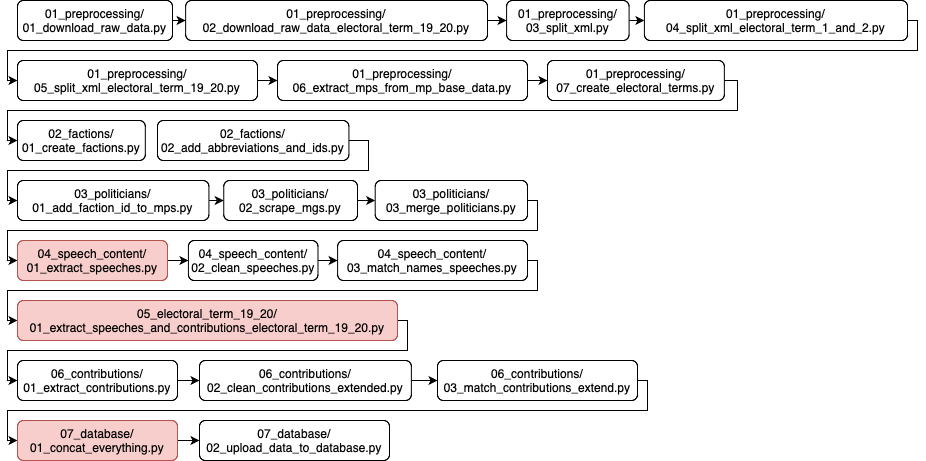 01_preprocessing/
01_download_raw_data.py
01_preprocessing/
02_download_raw_data_electoral_term_19_20.py
01_preprocessing/
03_split_xml.py
01_preprocessing/
04_split_xml_electoral_term_1_and_2.py
01_preprocessing/
05_split_xml_electoral_term_19_20.py
01_preprocessing/
06_extract_mps_from_mp_base_data.py
01_preprocessing/
07_create_electoral_terms.py
02_factions/
01_create_factions.py
02_factions/
02_add_abbreviations_and_ids.py
03_politicians/
01_add_faction_id_to_mps.py
03_politicians/
02_scrape_mgs.py
03_politicians/
03_merge_politicians.py
04_speech_content/
01_extract_speeches.py
04_speech_content/
02_clean_speeches.py
04_speech_content/
03_match_names_speeches.py
05_electoral_term_19_20/
01_extract_speeches_and_contributions_electoral_term_19_20.py
06_contributions/
01_extract_contributions.py
06_contributions/
02_clean_contributions_extended.py
06_contributions/
03_match_contributions_extend.py
07_database/
01_concat_everything.py
07_database/
02_upload_data_to_database.py